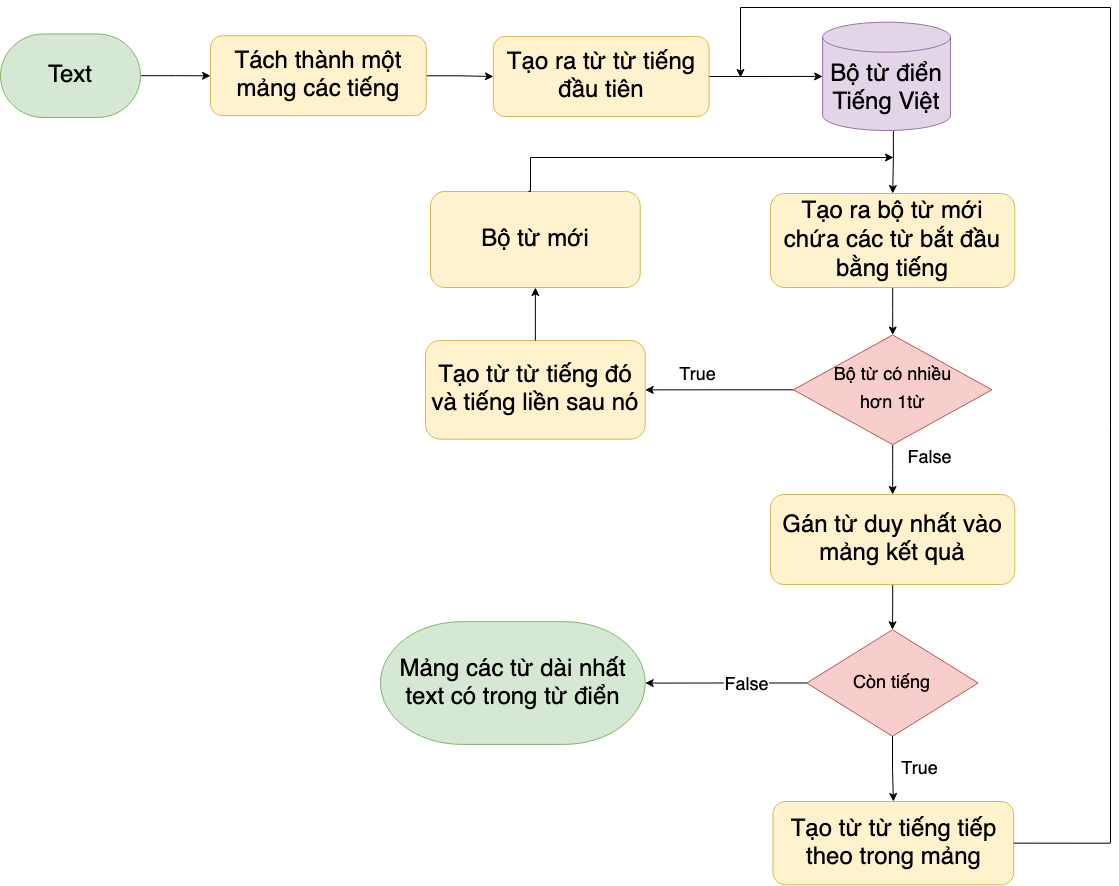 Text
Tách thành một
mảng các tiếng
Tạo ra từ từ tiếng
đầu tiên
Bộ từ điển
Tiếng Việt
Bộ từ mới
Tạo ra bộ từ mới
chứa các từ bắt đầu
bằng tiếng
Tạo từ từ tiếng đó
và tiếng liền sau nó
True
Bộ từ có nhiều
hơn 1từ
False
Gán từ duy nhất vào
mảng kết quả
Mảng các từ dài nhất
text có trong từ điển
False
Còn tiếng
True
Tạo từ từ tiếng tiếp
theo trong mảng